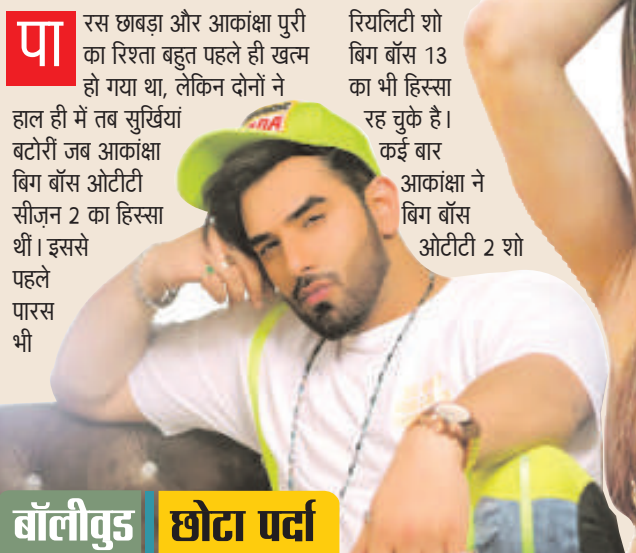 पारस छाबड़ा और आकांक्षा पुरी
का रिश्ता बहुत पहले ही खत्म
हो गया था, लेकिन दोनों ने
हाल ही में तब सुर्खियां
बटोरीं जब आकांक्षा
बिग बॉस ओटीटी
सीज़न 2 का हिस्सा
थीं। इससे
पहले
पारस
भी
रियलिटी शो
बिग बॉस 13
का भी हिस्सा
रह चुके है।
कई बार
आकांक्षा ने
बिग बॉस
ओटीटी 2 शो
बॉलीवुड
छोटा पर्दा